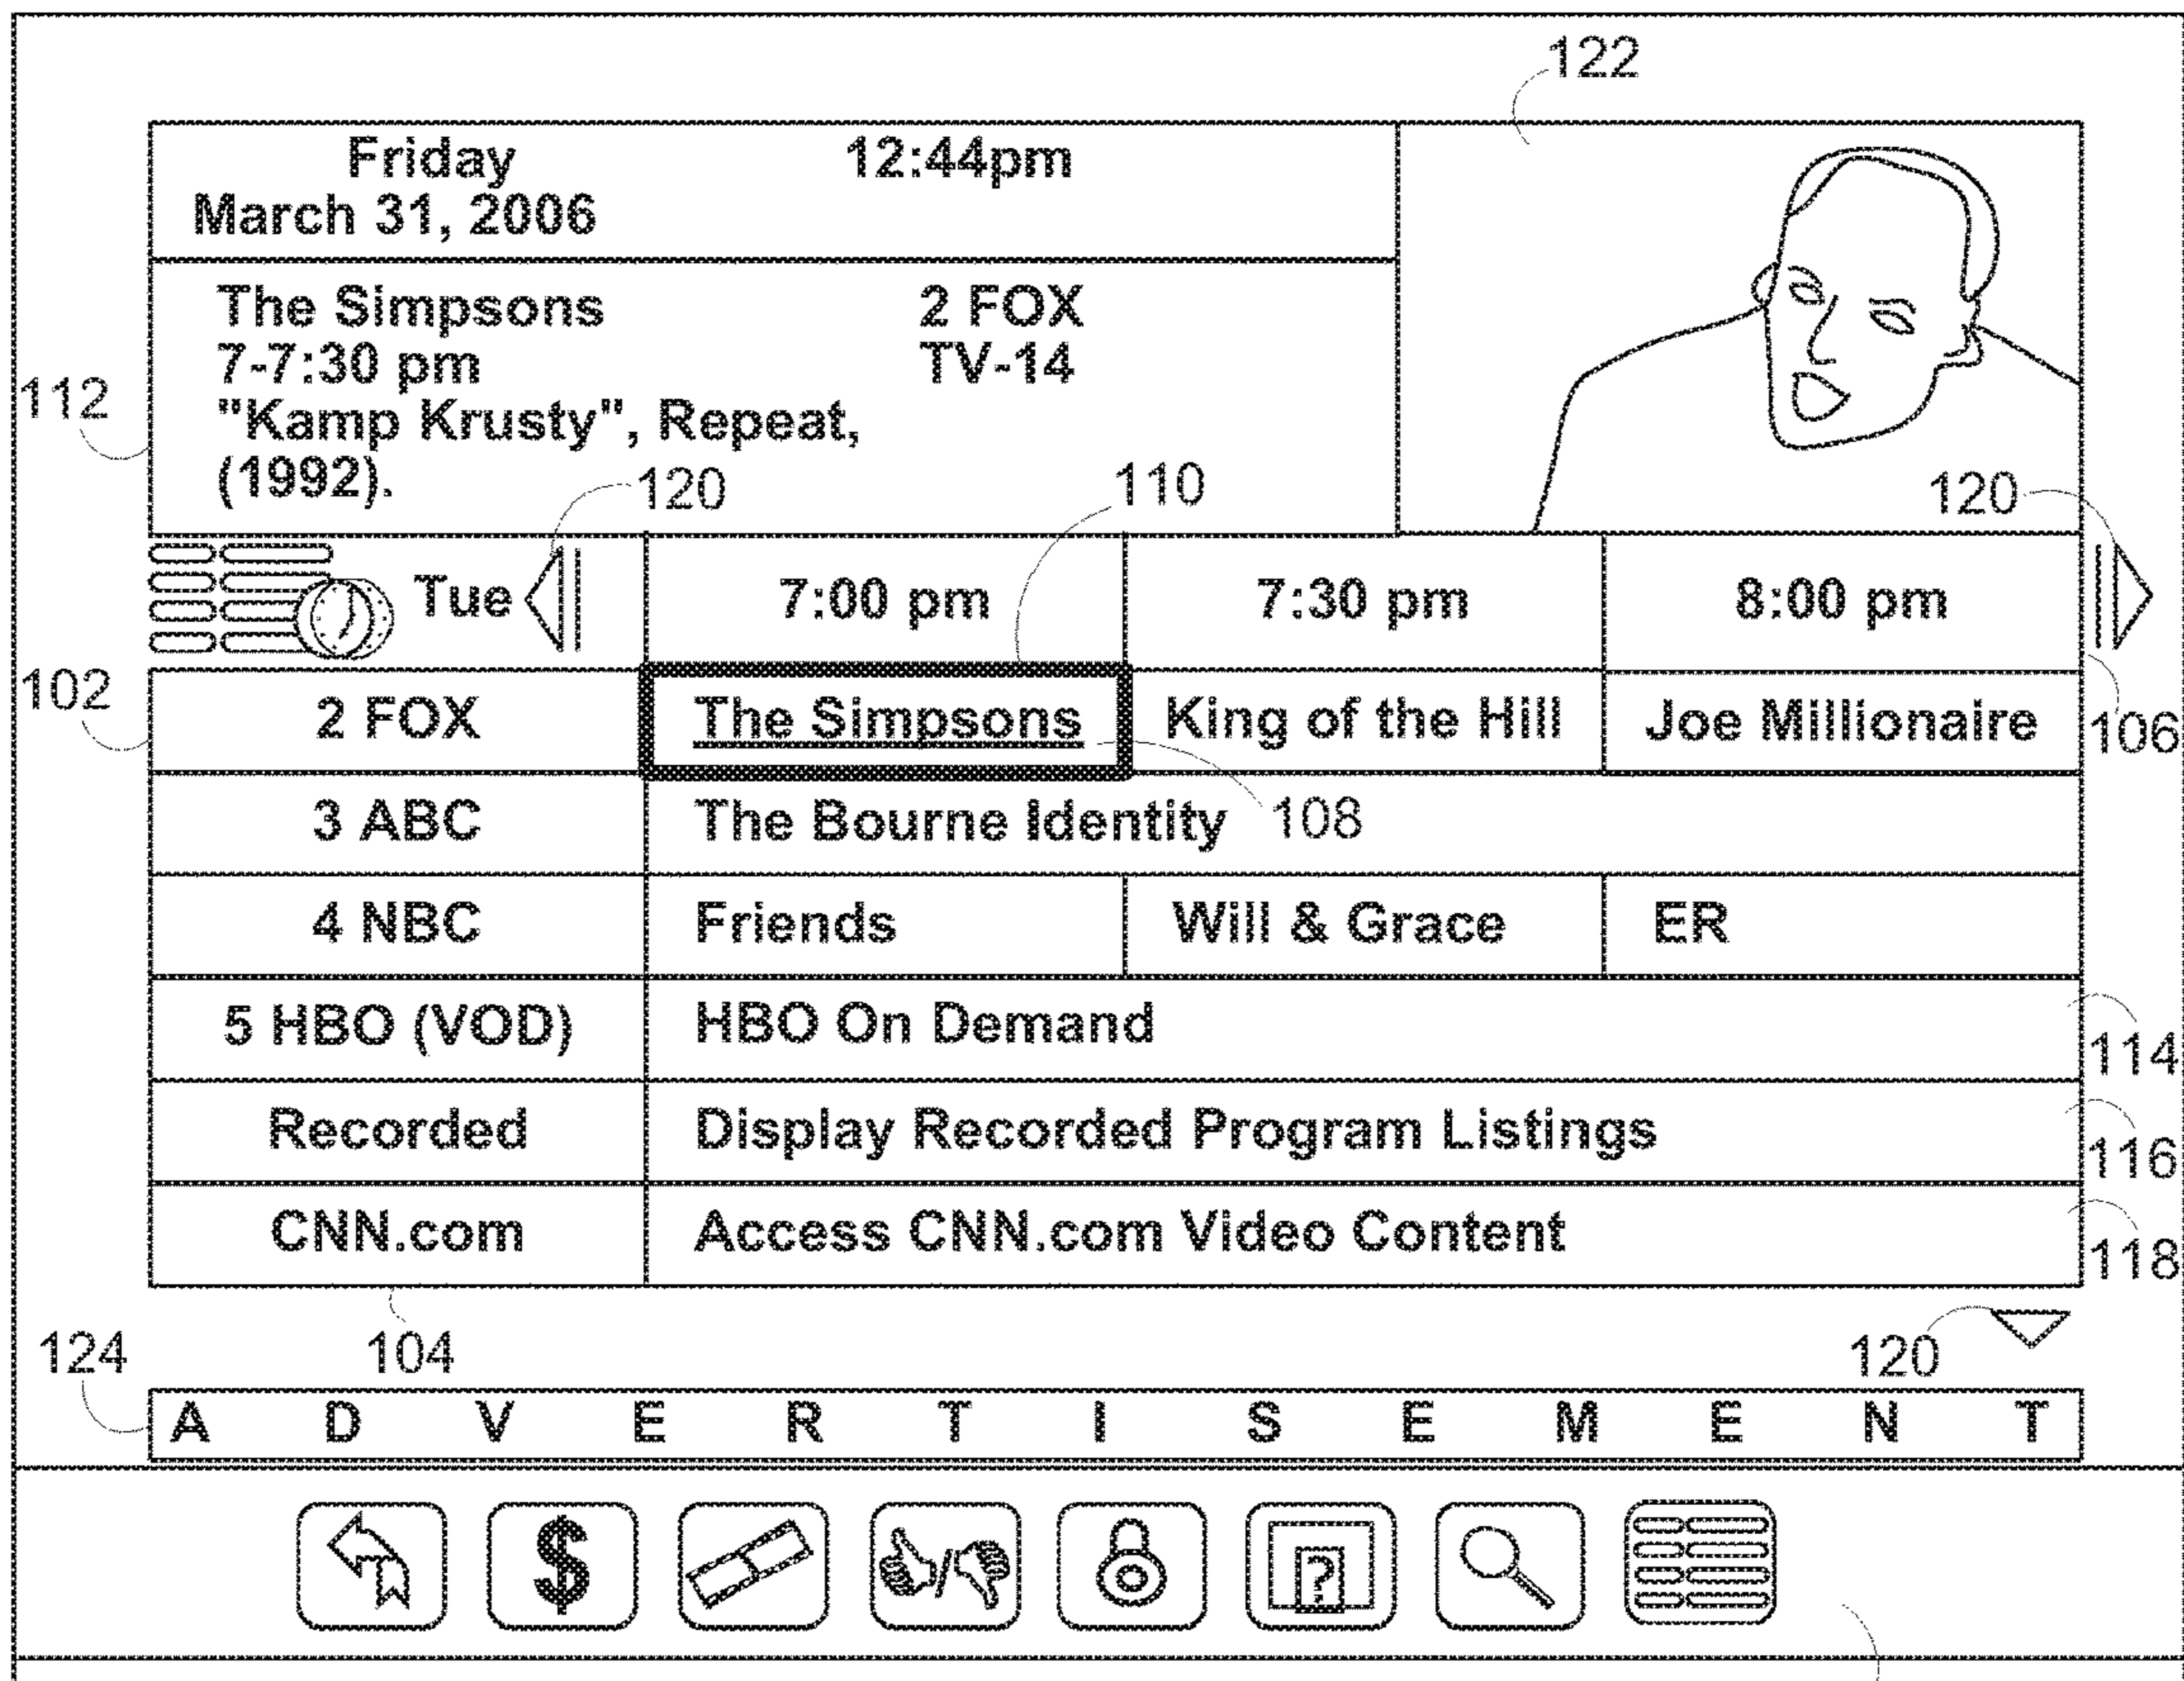 122
Friday 12:44pm
March 31, 2006
The Simpsons 2 FOX
7-7:30 pm TV-14
112
"Kamp Krusty", Repeat,
(1992).
120 110 120
Tue 7:00 pm 7:30 pm 8:00 pm
102
2 FOX The Simpsons King of the Hill Joe Millionaire
106
3 ABC The Bourne Identity 108
4 NBC Friends Will & Grace ER
5 HBO (VOD) HBO On Demand
114
Recorded Display Recorded Program Listings
116
CNN.com Access CNN.com Video Content
118
124 104 120
A D V E R T I S E M E N T
$ / ?